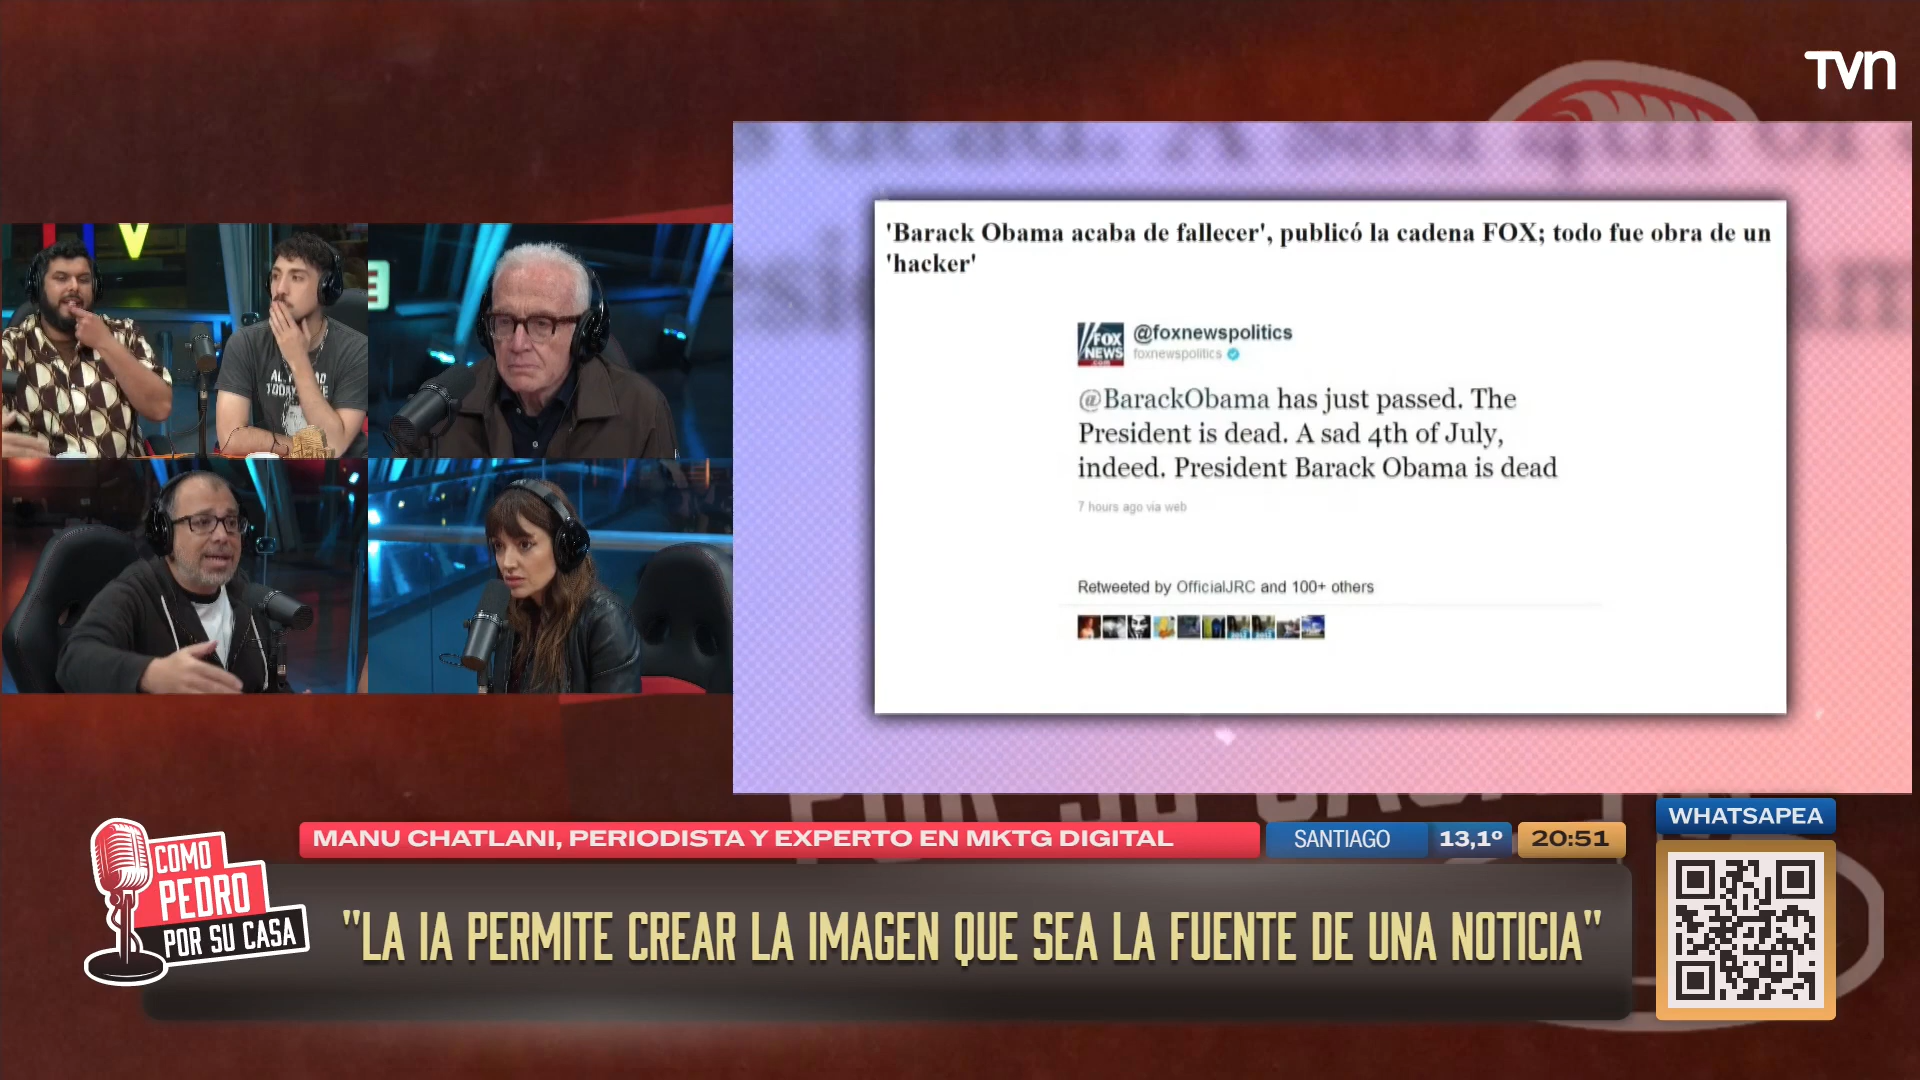 TVN
'Barack Obama acaba de fallecer', publicó la cadena FOX; todo fue obra de un
'hacker'
FOX
NEWS
.com
@foxnewspolitics
foxnewspolitics
@BarackObama has just passed. The
President is dead. A sad 4th of July,
indeed. President Barack Obama is dead
7 hours ago via web
Retweeted by OfficialJRC and 100+ others
WHATSAPEA
MANU CHATLANI, PERIODISTA Y EXPERTO EN MKTG DIGITAL
SANTIAGO
13,1º
20:51
COMO
PEDRO
POR SU CASA
"LA IA PERMITE CREAR LA IMAGEN QUE SEA LA FUENTE DE UNA NOTICIA"